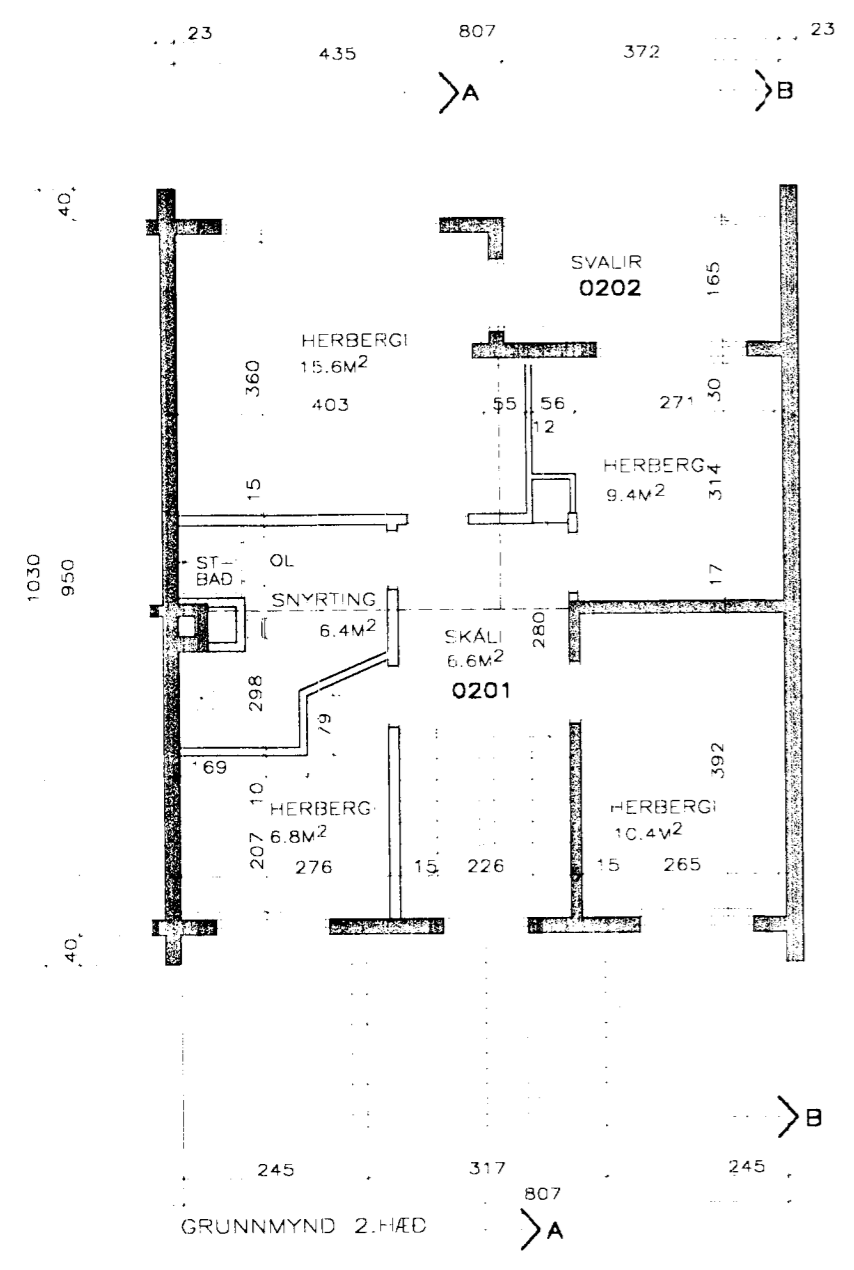 23
807
23
435
372
A
B
40
SVALIR
0202
165
HERBERGI
15.6M²
360
403
55
56
271
30
12
HERBERG
9.4M²
314
15
ST-
BAD
OL
17
1030
950
SNYRTING
6.4M²
SKÁLI
6.6M²
280
0201
298
79
169
392
10
HERBERG
6.8M²
HERBERGI
10.4M²
207
276
15
226
15
265
40
B
245
317
245
807
GRUNNMYND 2.HÆÐ
A